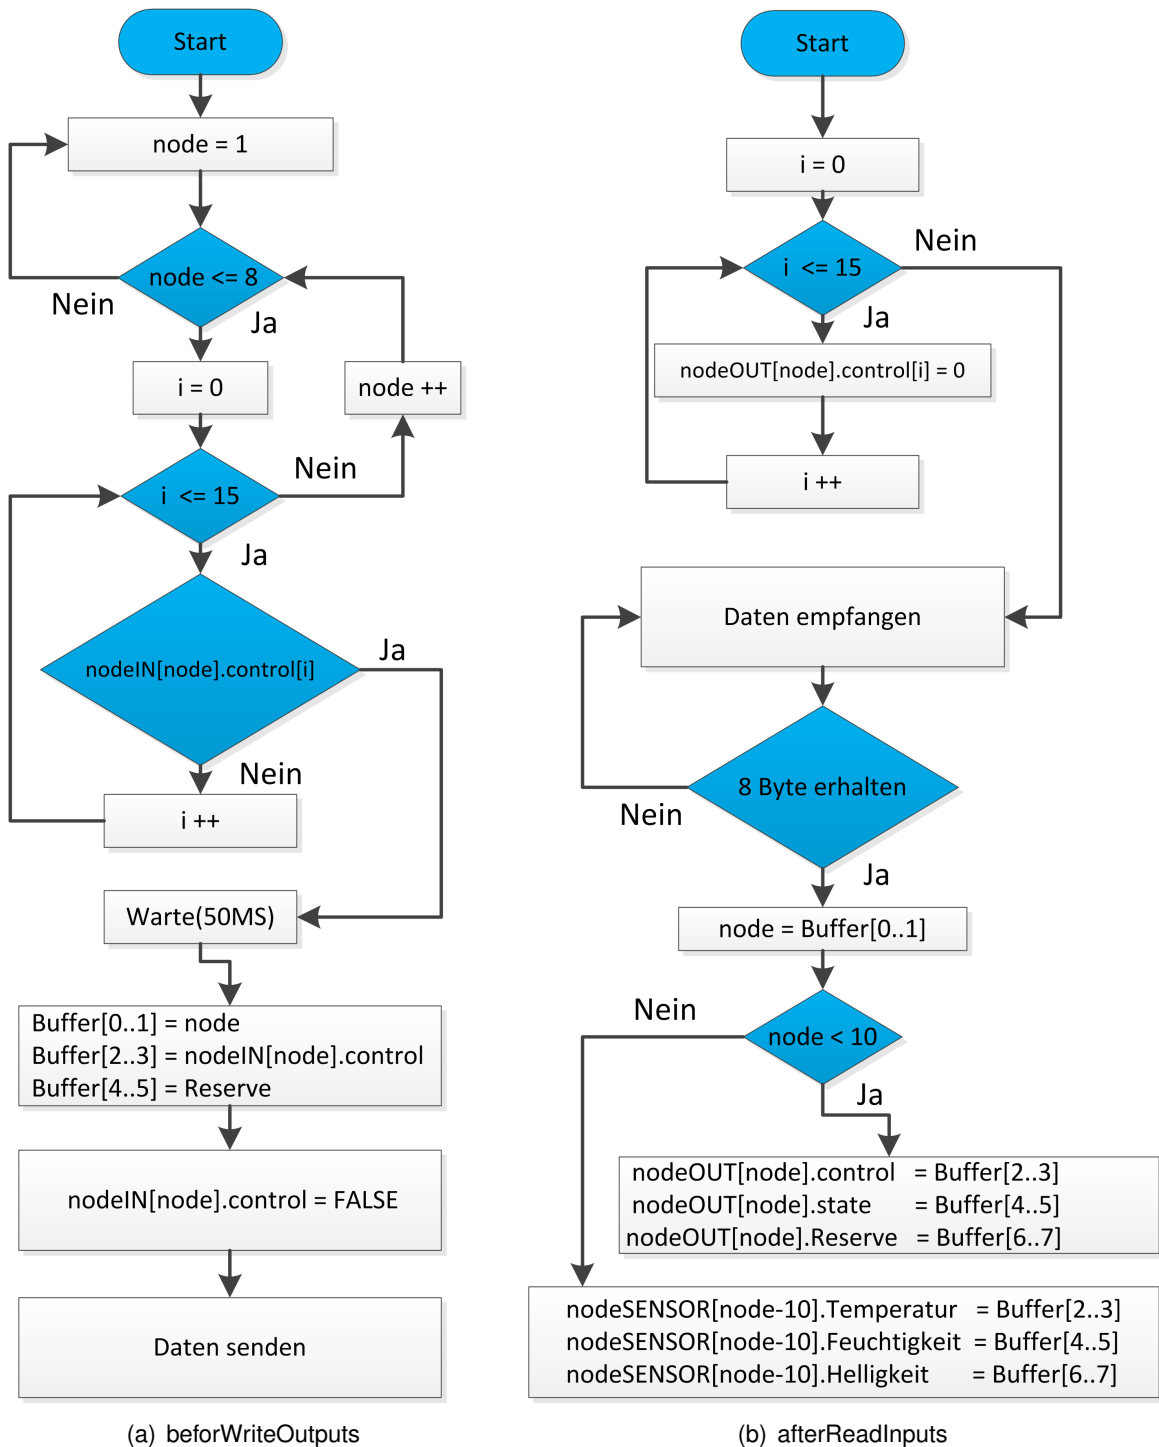 Start
node = 1
node <= 8
Nein
Ja
i = 0
node ++
i <= 15
Nein
Ja
nodeIN[node].control[i]
Ja
Nein
i ++
Warte(50MS)
Buffer[0..1] = node
Buffer[2..3] = nodeIN[node].control
Buffer[4..5] = Reserve
nodeIN[node].control = FALSE
Daten senden
(a) beforWriteOutputs
Start
i = 0
i <= 15
Nein
Ja
nodeOUT[node].control[i] = 0
i ++
Daten empfangen
8 Byte erhalten
Nein
Ja
node = Buffer[0..1]
node < 10
Nein
Ja
nodeOUT[node].control = Buffer[2..3]
nodeOUT[node].state = Buffer[4..5]
nodeOUT[node].Reserve = Buffer[6..7]
nodeSENSOR[node-10].Temperatur = Buffer[2..3]
nodeSENSOR[node-10].Feuchtigkeit = Buffer[4..5]
nodeSENSOR[node-10].Helligkeit = Buffer[6..7]
(b) afterReadInputs